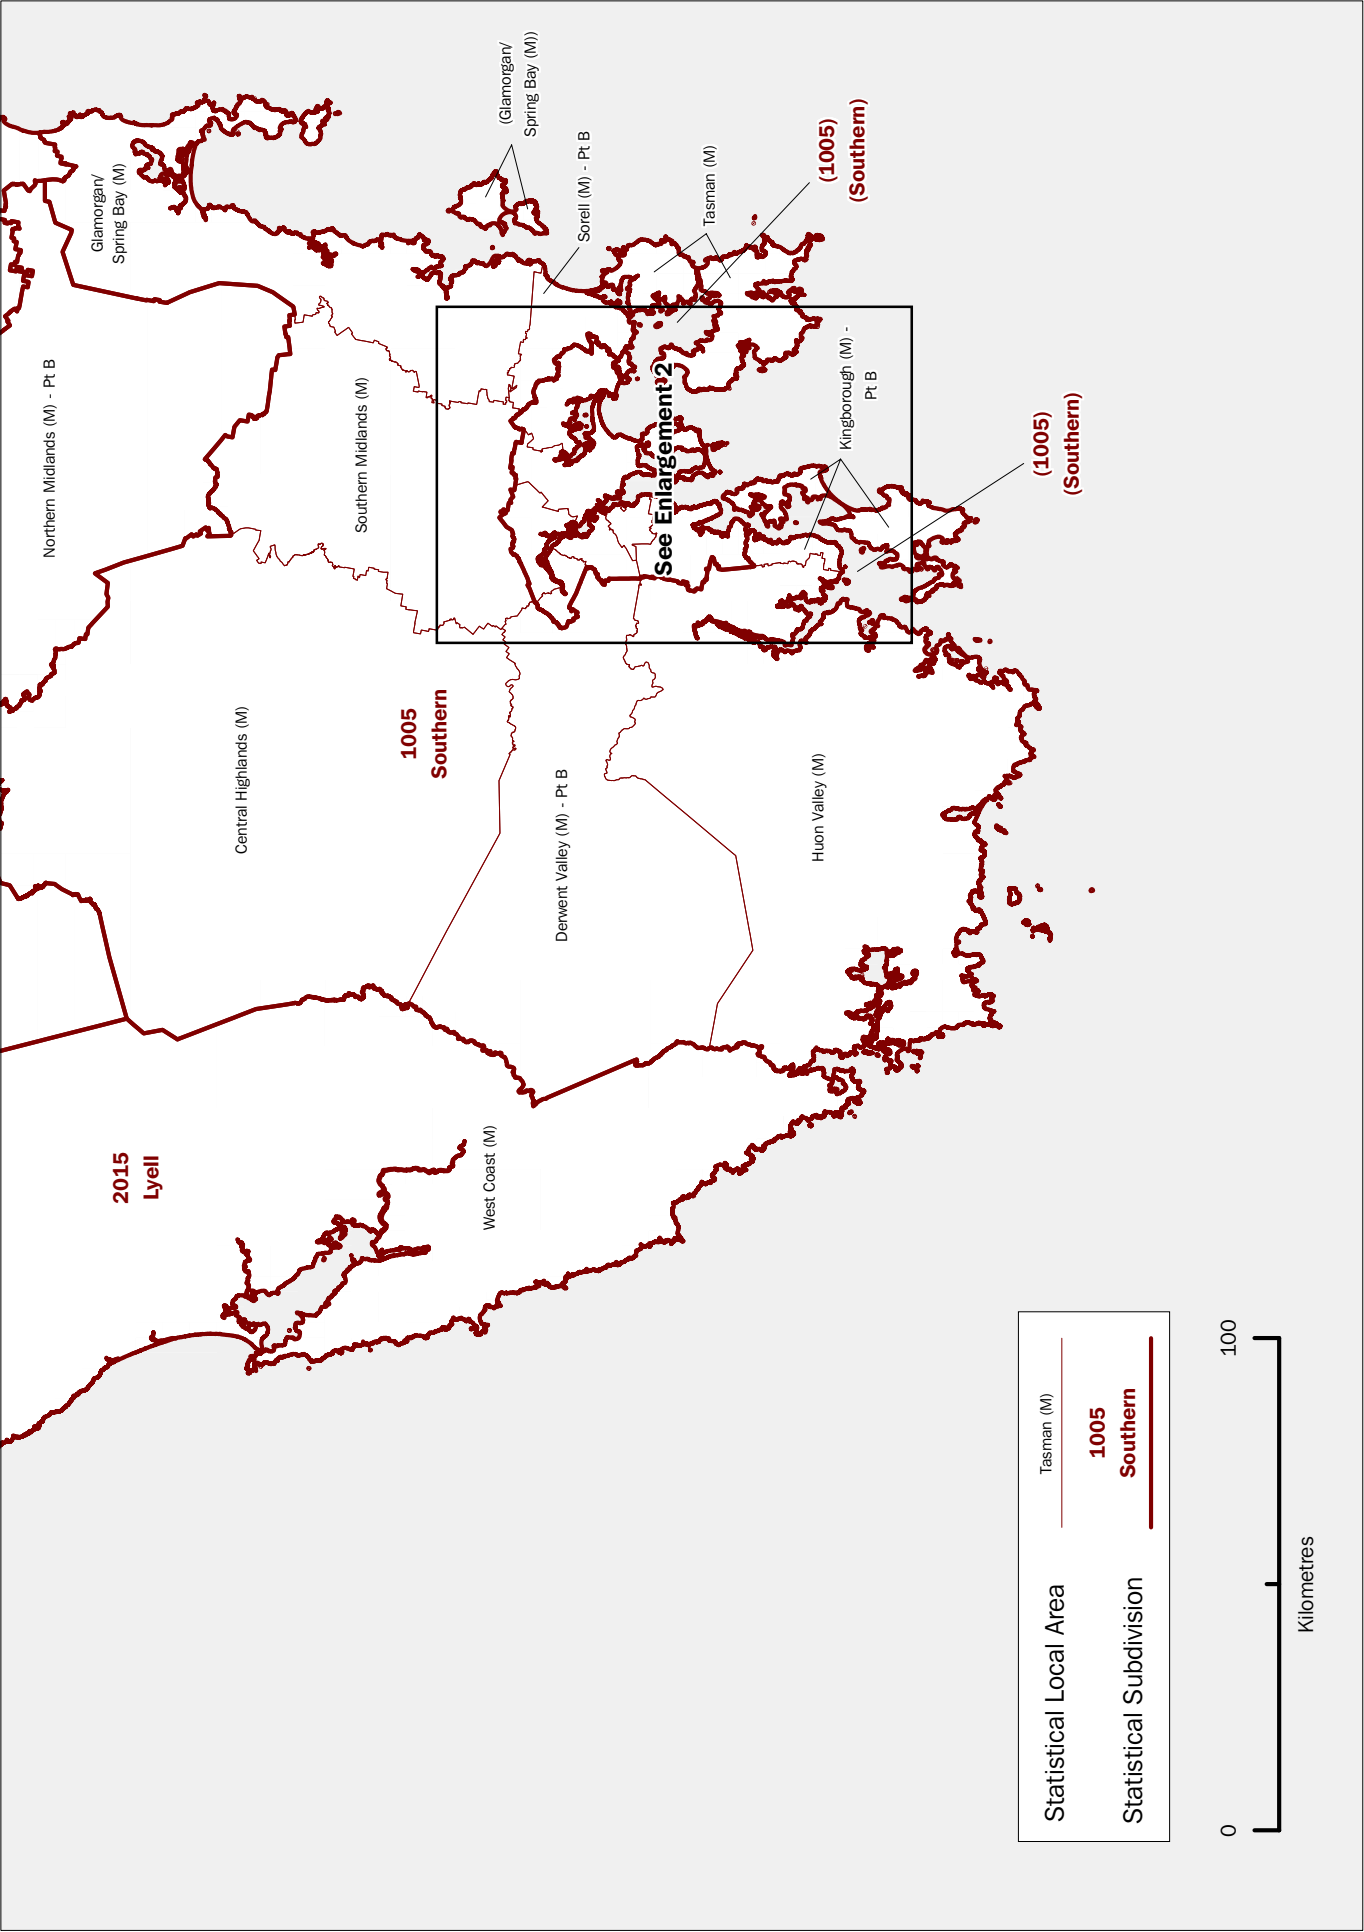 Northern Midlands (M) - Pt B
Glamorgan/
Spring Bay (M)
2015
Lyell
Central Highlands (M)
Southern Midlands (M)
1005
Southern
West Coast (M)
(Glamorgan/
Spring Bay (M))
Derwent Valley (M) - Pt B
Sorell (M) - Pt B
See Enlargement 2
Tasman (M)
Huon Valley (M)
(1005)
(Southern)
Kingborough (M) -
Pt B
(1005)
(Southern)
Statistical Local Area
Tasman (M)
Statistical Subdivision
1005
Southern
0
100
Kilometres